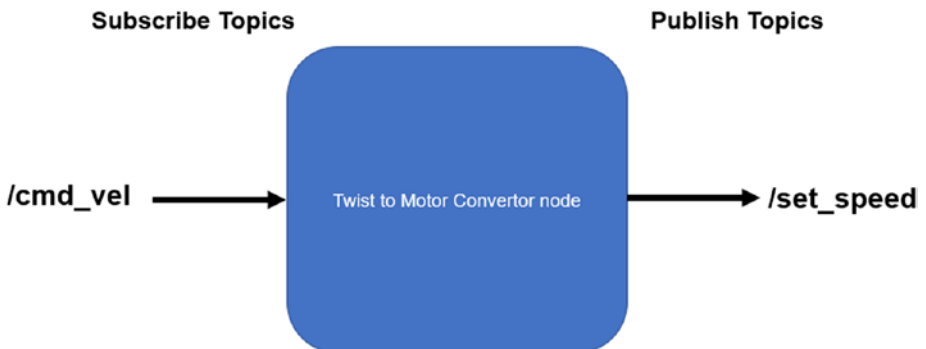 Subscribe Topics
Publish Topics
/cmd_vel
Twist to Motor Convertor node
/set_speed